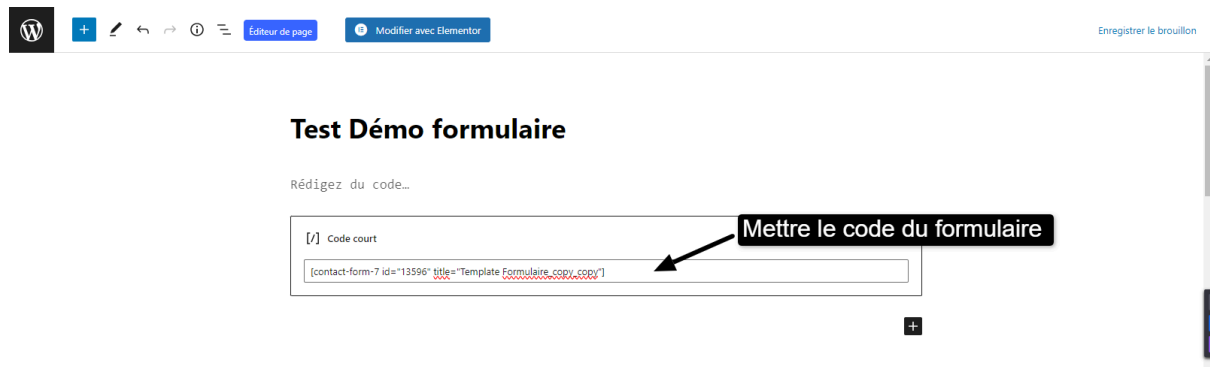 Éditeur de page
Modifier avec Elementor
Enregistrer le brouillon
Test Démo formulaire
Rédigez du code…
[/] Code court
Mettre le code du formulaire
[contact-form-7 id="13596" title="Template Formulaire_copy_copy"]